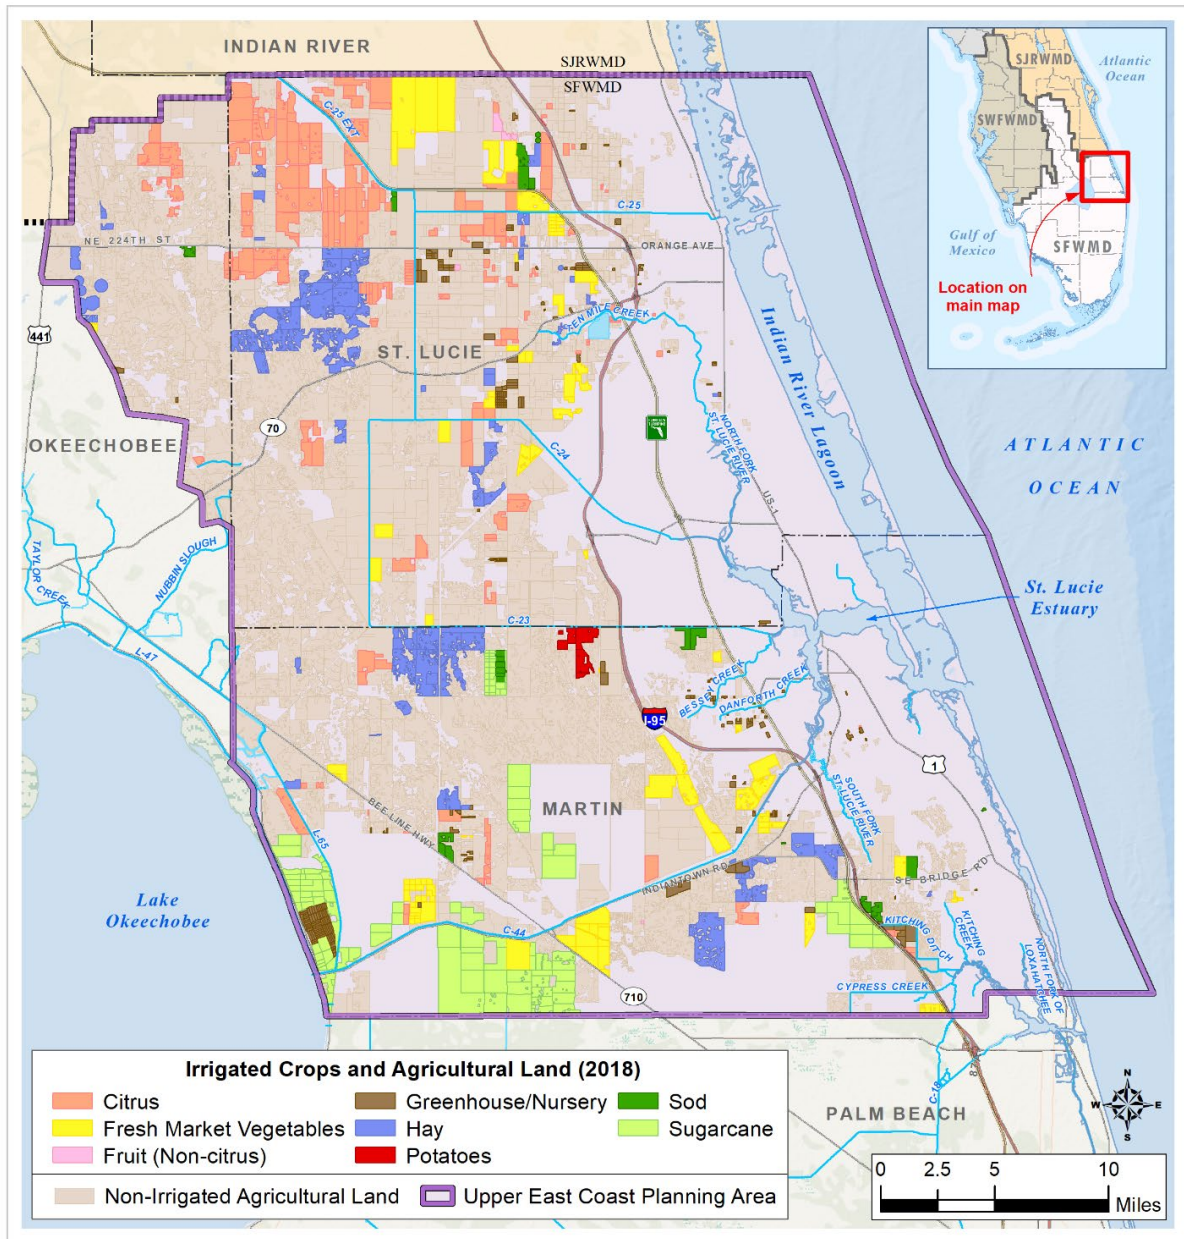 INDIAN RIVER
SJRWMD
SFWMD
C-25 EXT
C-25
NE 224TH ST
ORANGE AVE
TEN MILE CREEK
441
ST. LUCIE
70
OKEECHOBEE
C-24
NORTH FORK
ST. LUCIE RIVER
US-1
Indian River Lagoon
ATLANTIC
OCEAN
St. Lucie
Estuary
TAYLOR
CREEK
NUBBIN SLOUGH
L-47
C-23
BESSEY CREEK
DANFORTH CREEK
I-95
1
MARTIN
BEE LINE HWY
L-65
SOUTH FORK
ST. LUCIE RIVER
INDIANTOWN RD
SE BRIDGE RD
Lake
Okeechobee
C-44
KITCHING DITCH
KITCHING
CREEK
NORTH FORK OF
LOXAHATCHEE
CYPRESS CREEK
710
C-18
PALM BEACH
SJRWMD
Atlantic
Ocean
SWFWMD
Gulf of
Mexico
SFWMD
Location on
main map
Irrigated Crops and Agricultural Land (2018)
Citrus
Greenhouse/Nursery
Sod
Fresh Market Vegetables
Hay
Sugarcane
Fruit (Non-citrus)
Potatoes
Non-Irrigated Agricultural Land
Upper East Coast Planning Area
N
W
E
S
0 2.5 5 10
Miles